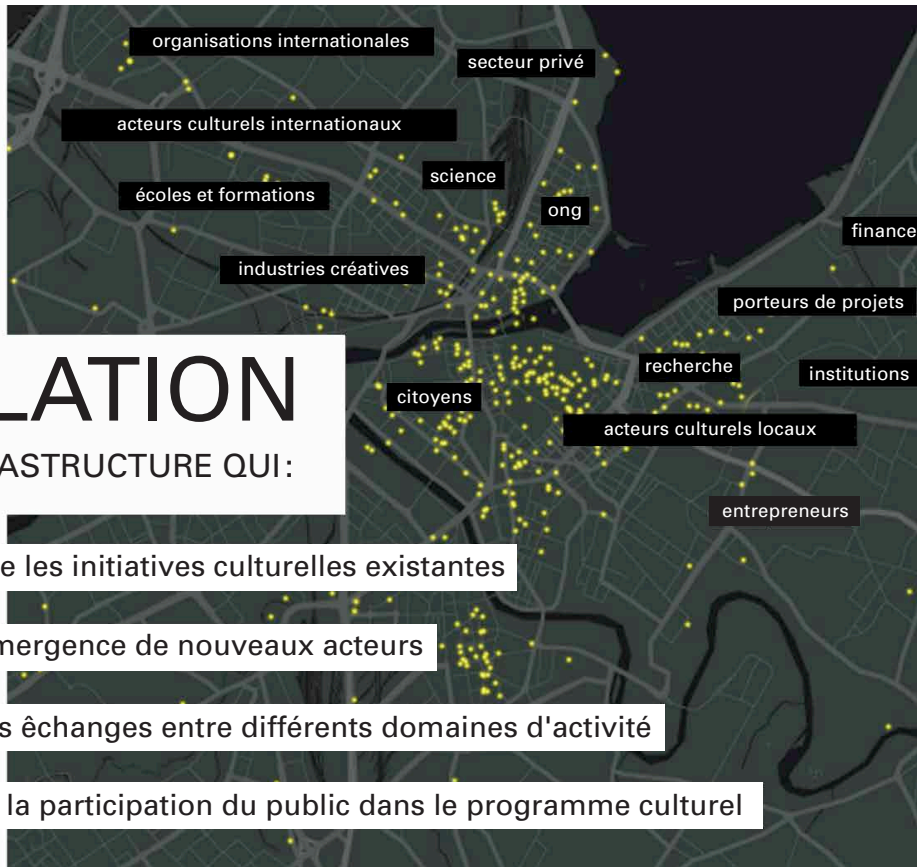 organisations internationales
secteur privé
acteurs culturels internationaux
science
écoles et formations
ong
finance
industries créatives
porteurs de projets
LATION
recherche
institutions
citoyens
acteurs culturels locaux
ASTRUCTURE QUI:
entrepreneurs
e les initiatives culturelles existantes
mergence de nouveaux acteurs
s êchanges entre différents domaines d'activité
la participation du public dans le programme culturel